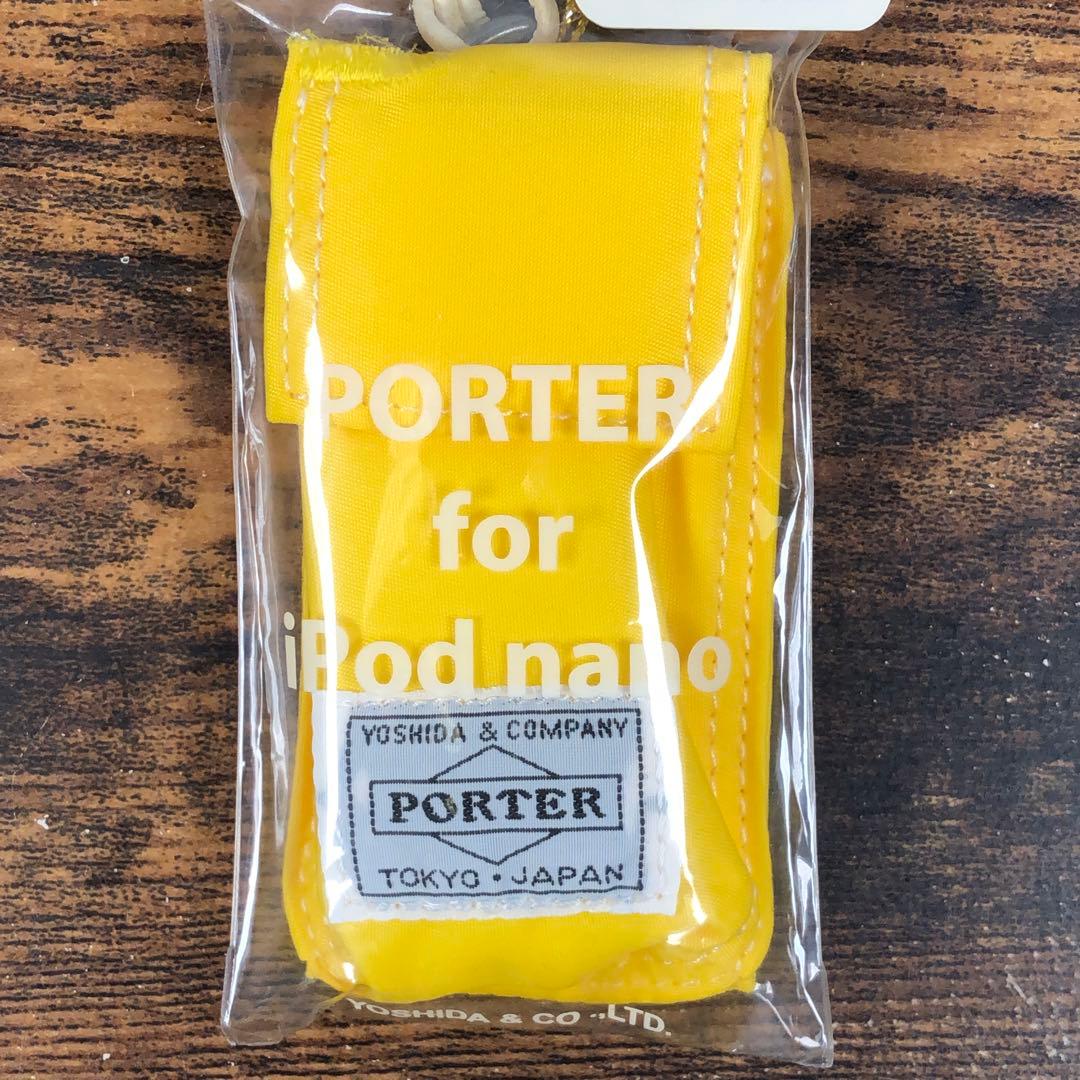 PORTER
for
iPod nano
YOSHIDA & COMPANY
PORTER
TOKYO • JAPAN
YOSHIDA & CO.,LTD.